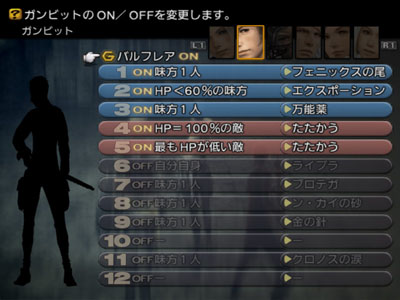 ガンビットのON／OFFを変更します。
ガンビット
L1 R1
G バルフレア ON
1 ON 味方1人 フェニックスの尾
2 ON HP＜60%の味方 エクスポーション
3 ON 味方1人 万能薬
4 ON HP＝100%の敵 たたかう
5 ON 最もHPが低い敵 たたかう
6 OFF 自分自身 ライブラ
7 OFF 味方1人 プロテガ
8 OFF 味方1人 ン・カイの砂
9 OFF 味方1人 金の針
10 OFF ー ー
11 OFF 味方1人 クロノスの涙
12 OFF ー ー